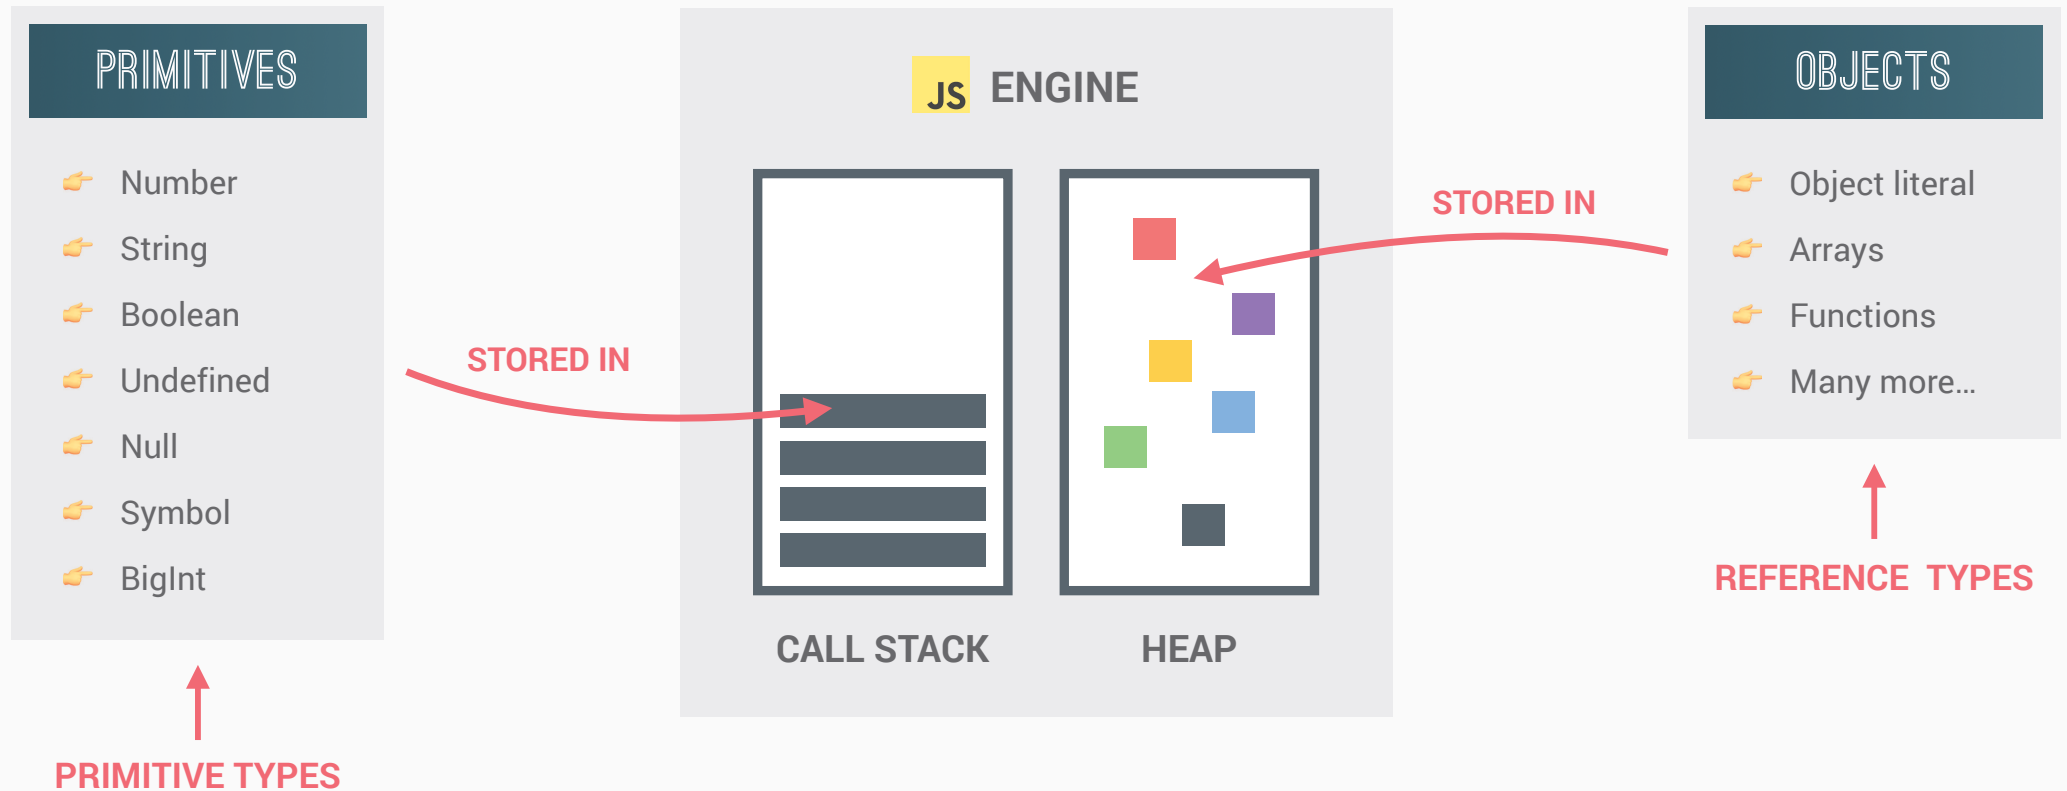 PRIMITIVES
Number
String
Boolean
Undefined
Null
Symbol
BigInt
PRIMITIVE TYPES
STORED IN
JS ENGINE
CALL STACK
HEAP
STORED IN
OBJECTS
Object literal
Arrays
Functions
Many more…
REFERENCE TYPES